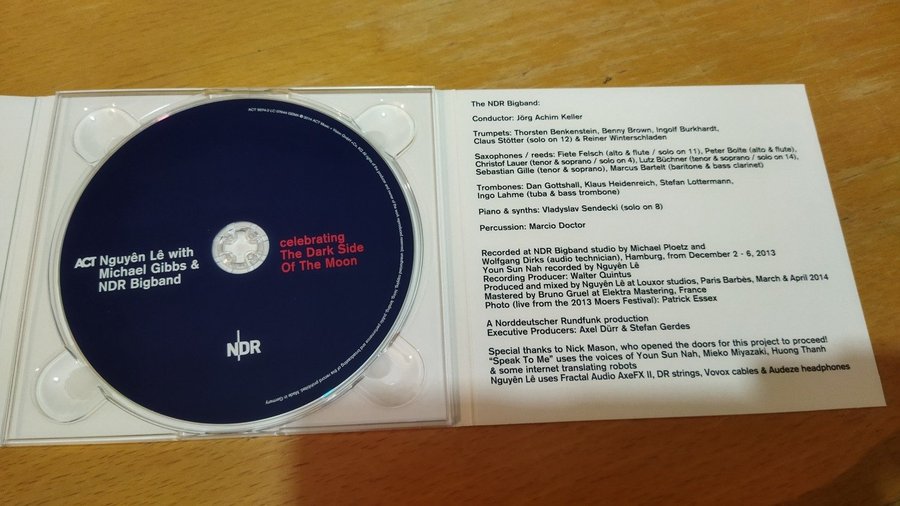 ACT Nguyên Lê with
Michael Gibbs &
NDR Bigband
celebrating
The Dark Side
Of The Moon
NDR
Made in Germany
The NDR Bigband:
Conductor: Jörg Achim Keller
Trumpets: Thorsten Benkenstein, Benny Brown, Ingolf Burkhardt,
Claus Stötter (solo on 12) & Reiner Winterschladen
Saxophones / reeds: Fiete Felsch (alto & flute / solo on 11), Peter Bolte (alto & flute),
Christof Lauer (tenor & soprano / solo on 4), Lutz Büchner (tenor & soprano / solo on 14),
Sebastian Gille (tenor & soprano), Marcus Bartelt (baritone & bass clarinet)
Trombones: Dan Gottshall, Klaus Heidenreich, Stefan Lottermann,
Ingo Lahme (tuba & bass trombone)
Piano & synths: Vladyslav Sendecki (solo on 8)
Percussion: Marcio Doctor
Recorded at NDR Bigband studio by Michael Ploetz and
Wolfgang Dirks (audio technician), Hamburg, from December 2 - 6, 2013
Youn Sun Nah recorded by Nguyên Lê
Recording Producer: Walter Quintus
Produced and mixed by Nguyên Lê at Louxor studios, Paris Barbès, March & April 2014
Mastered by Bruno Gruel at Elektra Mastering, France
Photo (live from the 2013 Moers Festival): Patrick Essex
A Norddeutscher Rundfunk production
Executive Producers: Axel Dürr & Stefan Gerdes
Special thanks to Nick Mason, who opened the doors for this project to proceed!
"Speak To Me" uses the voices of Youn Sun Nah, Mieko Miyazaki, Huong Thanh
& some internet translating robots
Nguyên Lê uses Fractal Audio AxeFX II, DR strings, Vovox cables & Audeze headphones